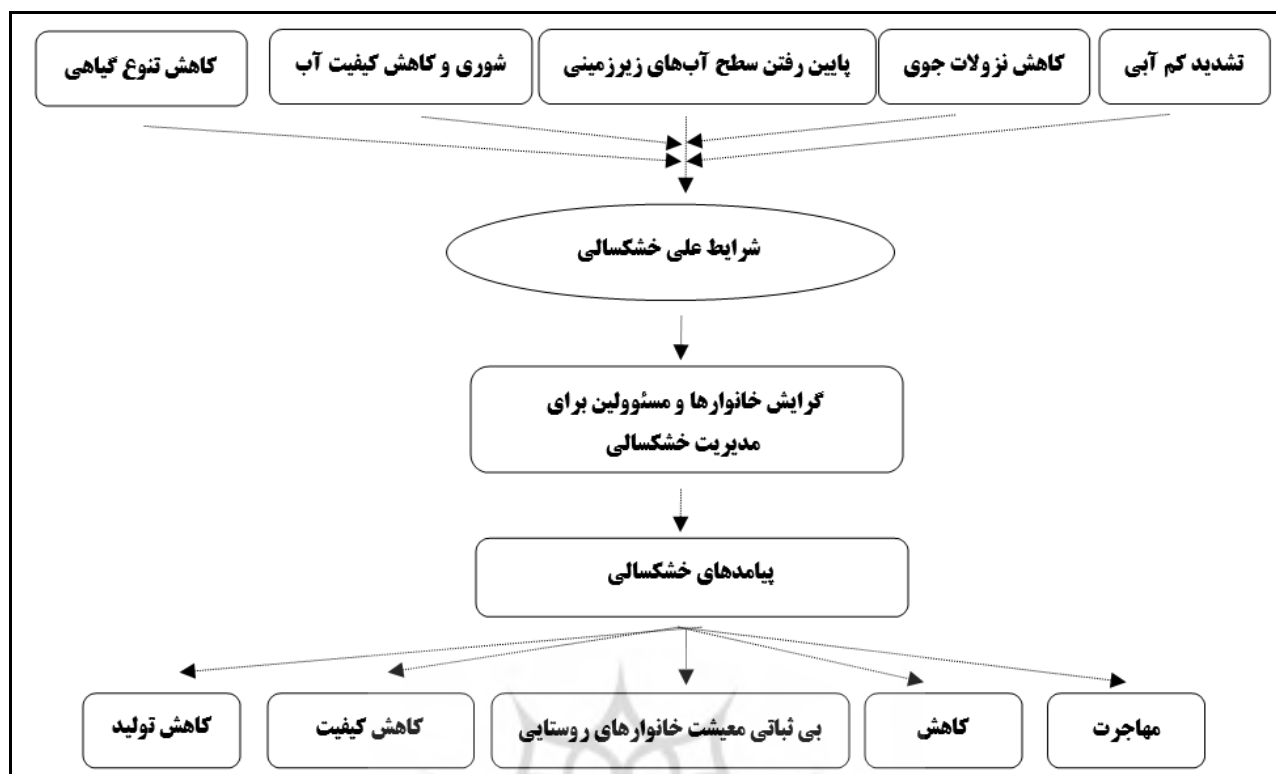 تشدید کم آبی
کاهش نزولات جوی
پایین رفتن سطح آب‌های زیرزمینی
شوری و کاهش کیفیت آب
کاهش تنوع گیاهی
شرایط علی خشکسالی
گرایش خانوارها و مسئوولین برای
مدیریت خشکسالی
پیامدهای خشکسالی
مهاجرت
کاهش
بی ثباتی معیشت خانوارهای روستایی
کاهش کیفیت
کاهش تولید